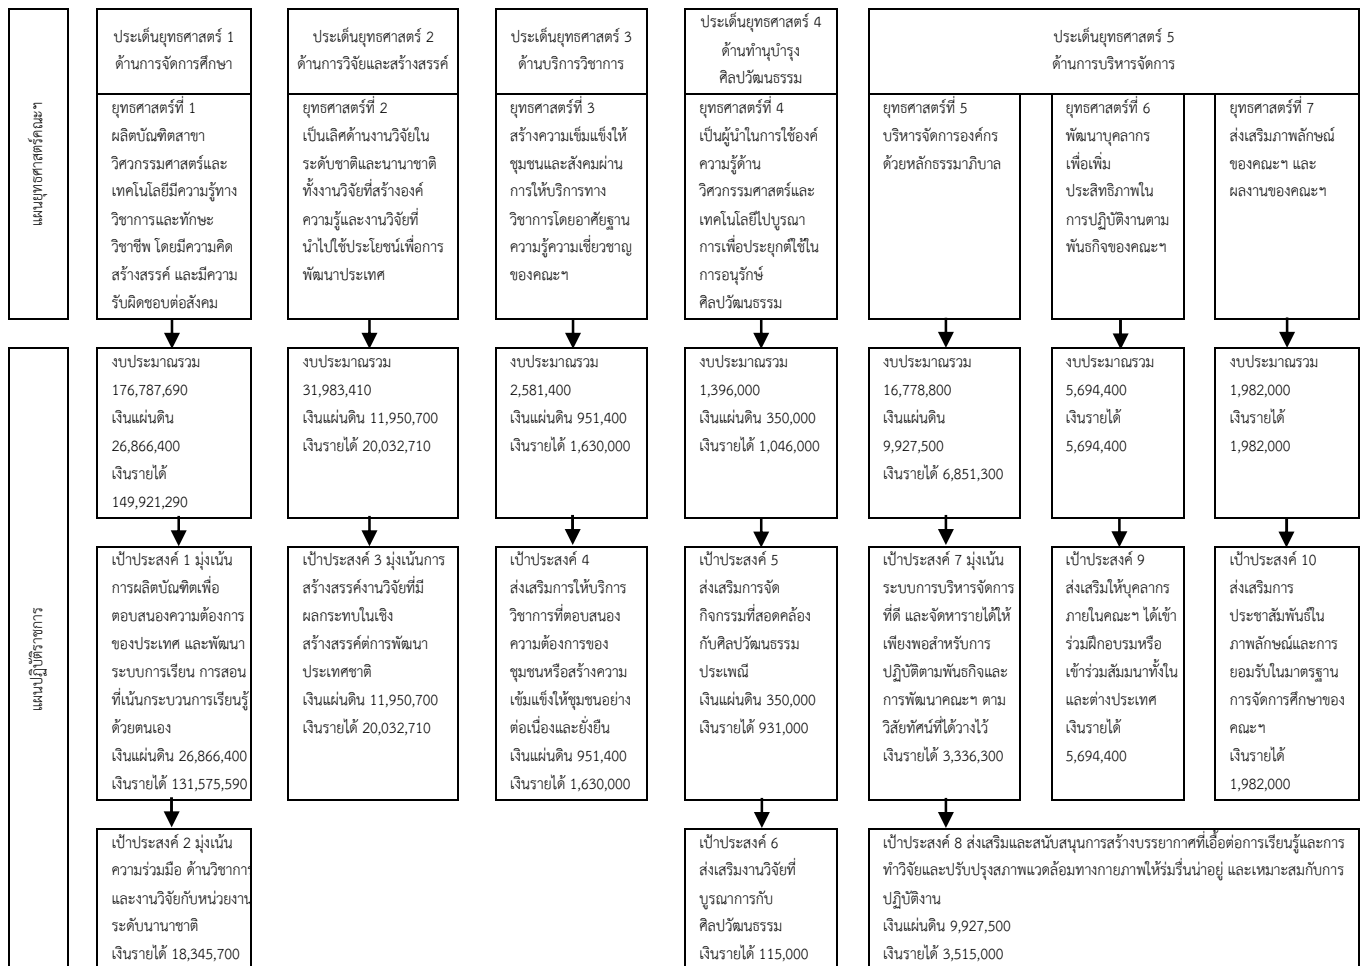 แผนยุทธศาสตร์คณะฯ
ประเด็นยุทธศาสตร์ 1
ด้านการจัดการศึกษา
ประเด็นยุทธศาสตร์ 2
ด้านการวิจัยและสร้างสรรค์
ประเด็นยุทธศาสตร์ 3
ด้านบริการวิชาการ
ประเด็นยุทธศาสตร์ 4
ด้านทำนุบำรุง
ศิลปวัฒนธรรม
ประเด็นยุทธศาสตร์ 5
ด้านการบริหารจัดการ
ยุทธศาสตร์ที่ 1
ผลิตบัณฑิตสาขา
วิศวกรรมศาสตร์และ
เทคโนโลยีมีความรู้ทาง
วิชาการและทักษะ
วิชาชีพ โดยมีความคิด
สร้างสรรค์ และมีความ
รับผิดชอบต่อสังคม
ยุทธศาสตร์ที่ 2
เป็นเลิศด้านงานวิจัยใน
ระดับชาติและนานาชาติ
ทั้งงานวิจัยที่สร้างองค์
ความรู้และงานวิจัยที่
นำไปใช้ประโยชน์เพื่อการ
พัฒนาประเทศ
ยุทธศาสตร์ที่ 3
สร้างความเข็มแข็งให้
ชุมชนและสังคมผ่าน
การให้บริการทาง
วิชาการโดยอาศัยฐาน
ความรู้ความเชี่ยวชาญ
ของคณะฯ
ยุทธศาสตร์ที่ 4
เป็นผู้นำในการใช้องค์
ความรู้ด้าน
วิศวกรรมศาสตร์และ
เทคโนโลยีไปบูรณา
การเพื่อประยุกต์ใช้ใน
การอนุรักษ์
ศิลปวัฒนธรรม
ยุทธศาสตร์ที่ 5
บริหารจัดการองค์กร
ด้วยหลักธรรมาภิบาล
ยุทธศาสตร์ที่ 6
พัฒนาบุคลากร
เพื่อเพิ่ม
ประสิทธิภาพใน
การปฏิบัติงานตาม
พันธกิจของคณะฯ
ยุทธศาสตร์ที่ 7
ส่งเสริมภาพลักษณ์
ของคณะฯ และ
ผลงานของคณะฯ
แผนปฏิบัติราชการ
งบประมาณรวม
176,787,690
เงินแผ่นดิน
26,866,400
เงินรายได้
149,921,290
งบประมาณรวม
31,983,410
เงินแผ่นดิน 11,950,700
เงินรายได้ 20,032,710
งบประมาณรวม
2,581,400
เงินแผ่นดิน 951,400
เงินรายได้ 1,630,000
งบประมาณรวม
1,396,000
เงินแผ่นดิน 350,000
เงินรายได้ 1,046,000
งบประมาณรวม
16,778,800
เงินแผ่นดิน
9,927,500
เงินรายได้ 6,851,300
งบประมาณรวม
5,694,400
เงินรายได้
5,694,400
งบประมาณรวม
1,982,000
เงินรายได้
1,982,000
เป้าประสงค์ 1 มุ่งเน้น
การผลิตบัณฑิตเพื่อ
ตอบสนองความต้องการ
ของประเทศ และพัฒนา
ระบบการเรียน การสอน
ที่เน้นกระบวนการเรียนรู้
ด้วยตนเอง
เงินแผ่นดิน 26,866,400
เงินรายได้ 131,575,590
เป้าประสงค์ 3 มุ่งเน้นการ
สร้างสรรค์งานวิจัยที่มี
ผลกระทบในเชิง
สร้างสรรค์ต่การพัฒนา
ประเทศชาติ
เงินแผ่นดิน 11,950,700
เงินรายได้ 20,032,710
เป้าประสงค์ 4
ส่งเสริมการให้บริการ
วิชาการที่ตอบสนอง
ความต้องการของ
ชุมชนหรือสร้างความ
เข้มแข็งให้ชุมชนอย่าง
ต่อเนื่องและยั่งยืน
เงินแผ่นดิน 951,400
เงินรายได้ 1,630,000
เป้าประสงค์ 5
ส่งเสริมการจัด
กิจกรรมที่สอดคล้อง
กับศิลปวัฒนธรรม
ประเพณี
เงินแผ่นดิน 350,000
เงินรายได้ 931,000
เป้าประสงค์ 7 มุ่งเน้น
ระบบการบริหารจัดการ
ที่ดี และจัดหารายได้ให้
เพียงพอสำหรับการ
ปฏิบัติตามพันธกิจและ
การพัฒนาคณะฯ ตาม
วิสัยทัศน์ที่ได้วางไว้
เงินรายได้ 3,336,300
เป้าประสงค์ 9
ส่งเสริมให้บุคลากร
ภายในคณะฯ ได้เข้า
ร่วมฝึกอบรมหรือ
เข้าร่วมสัมมนาทั้งใน
และต่างประเทศ
เงินรายได้
5,694,400
เป้าประสงค์ 10
ส่งเสริมการ
ประชาสัมพันธ์ใน
ภาพลักษณ์และการ
ยอมรับในมาตรฐาน
การจัดการศึกษาของ
คณะฯ
เงินรายได้
1,982,000
เป้าประสงค์ 2 มุ่งเน้น
ความร่วมมือ ด้านวิชาการ
และงานวิจัยกับหน่วยงาน
ระดับนานาชาติ
เงินรายได้ 18,345,700
เป้าประสงค์ 6
ส่งเสริมงานวิจัยที่
บูรณาการกับ
ศิลปวัฒนธรรม
เงินรายได้ 115,000
เป้าประสงค์ 8 ส่งเสริมและสนับสนุนการสร้างบรรยากาศที่เอื้อต่อการเรียนรู้และการ
ทำวิจัยและปรับปรุงสภาพแวดล้อมทางกายภาพให้ร่มรื่นน่าอยู่ และเหมาะสมกับการ
ปฏิบัติงาน
เงินแผ่นดิน 9,927,500
เงินรายได้ 3,515,000